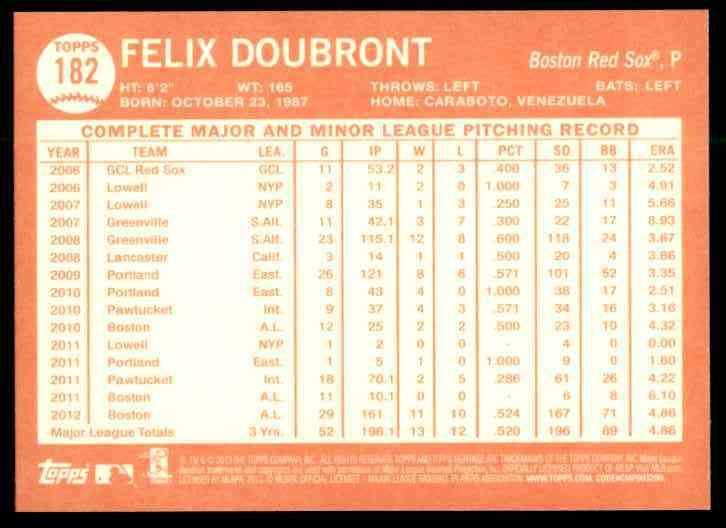 TOPPS
182
FELIX DOUBRONT
Boston Red Sox®, P
HT: 6'2" WT: 165 THROWS: LEFT BATS: LEFT
BORN: OCTOBER 23, 1987 HOME: CARABOTO, VENEZUELA
COMPLETE MAJOR AND MINOR LEAGUE PITCHING RECORD
YEAR TEAM LEA. G IP W L PCT SO BB ERA
2006 GCL Red Sox GCL 11 53.2 2 3 .400 36 13 2.52
2006 Lowell NYP 2 11 2 0 1.000 7 3 4.91
2007 Lowell NYP 8 35 1 3 .250 25 11 5.66
2007 Greenville S.Atl. 11 42.1 3 7 .300 22 17 8.93
2008 Greenville S.Atl. 23 115.1 12 8 .600 118 24 3.67
2008 Lancaster Calif. 3 14 1 1 .500 20 4 3.86
2009 Portland East. 26 121 8 6 .571 101 52 3.35
2010 Portland East. 8 43 4 0 1.000 38 17 2.51
2010 Pawtucket Int. 9 37 4 3 .571 34 16 3.16
2010 Boston A.L. 12 25 2 2 .500 23 10 4.32
2011 Lowell NYP 1 2 0 0 - 4 0 0.00
2011 Portland East. 1 5 1 0 1.000 9 0 1.80
2011 Pawtucket Int. 18 70.1 2 5 .286 61 26 4.22
2011 Boston A.L. 11 10.1 0 0 - 6 8 6.10
2012 Boston A.L. 29 161 11 10 .524 167 71 4.86
Major League Totals 3 Yrs. 52 196.1 13 12 .520 196 89 4.86
TOPPS
WWW.TOPPS.COM.